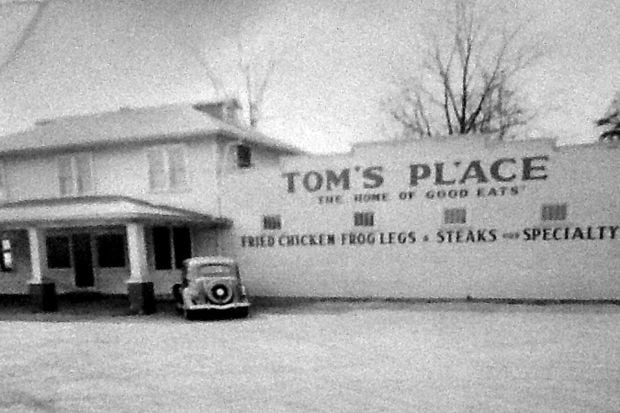 TOM'S PLACE
"THE HOME OF GOOD EATS"
FRIED CHICKEN FROG LEGS & STEAKS OUR SPECIALTY